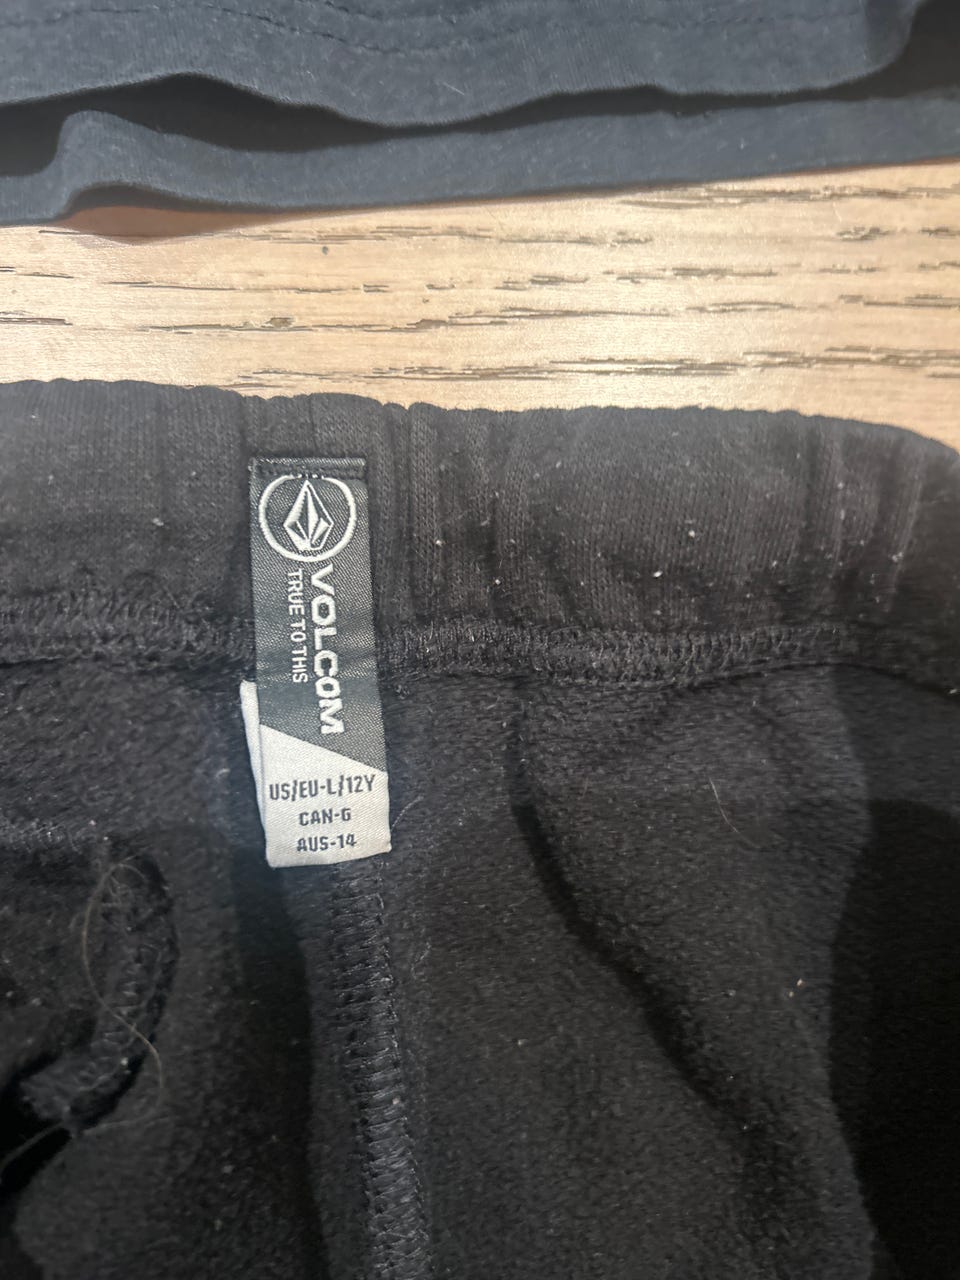 VOLCOM
TRUE TO THIS
US/EU-L/12Y
CAN-G
AUS-14